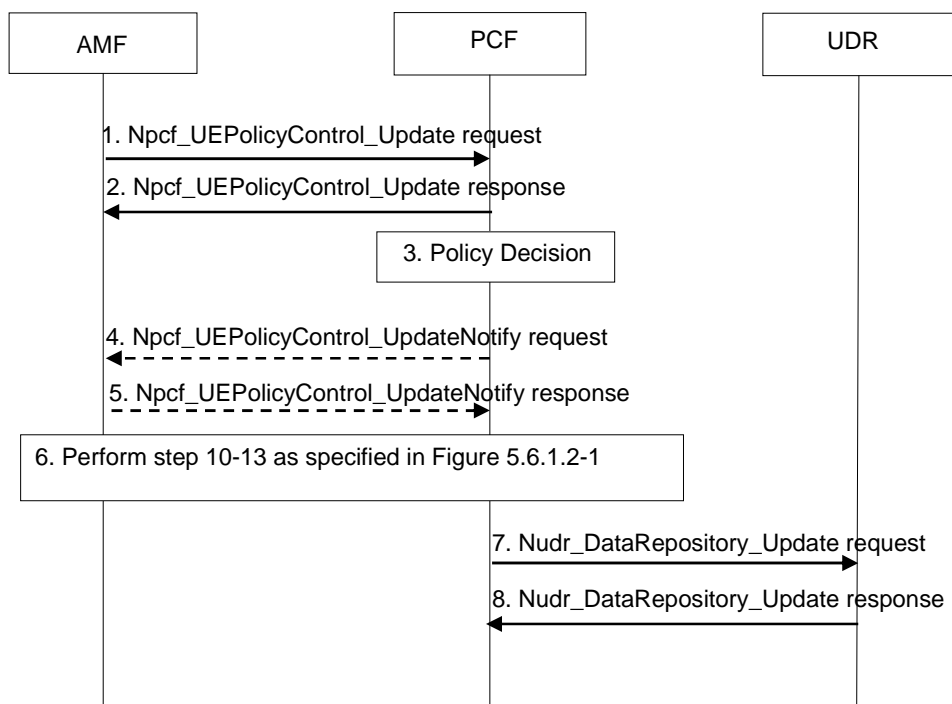 AMF
PCF
UDR
1. Npcf_UEPolicyControl_Update request
2. Npcf_UEPolicyControl_Update response
3. Policy Decision
4. Npcf_UEPolicyControl_UpdateNotify request
5. Npcf_UEPolicyControl_UpdateNotify response
6. Perform step 10-13 as specified in Figure 5.6.1.2-1
7. Nudr_DataRepository_Update request
8. Nudr_DataRepository_Update response